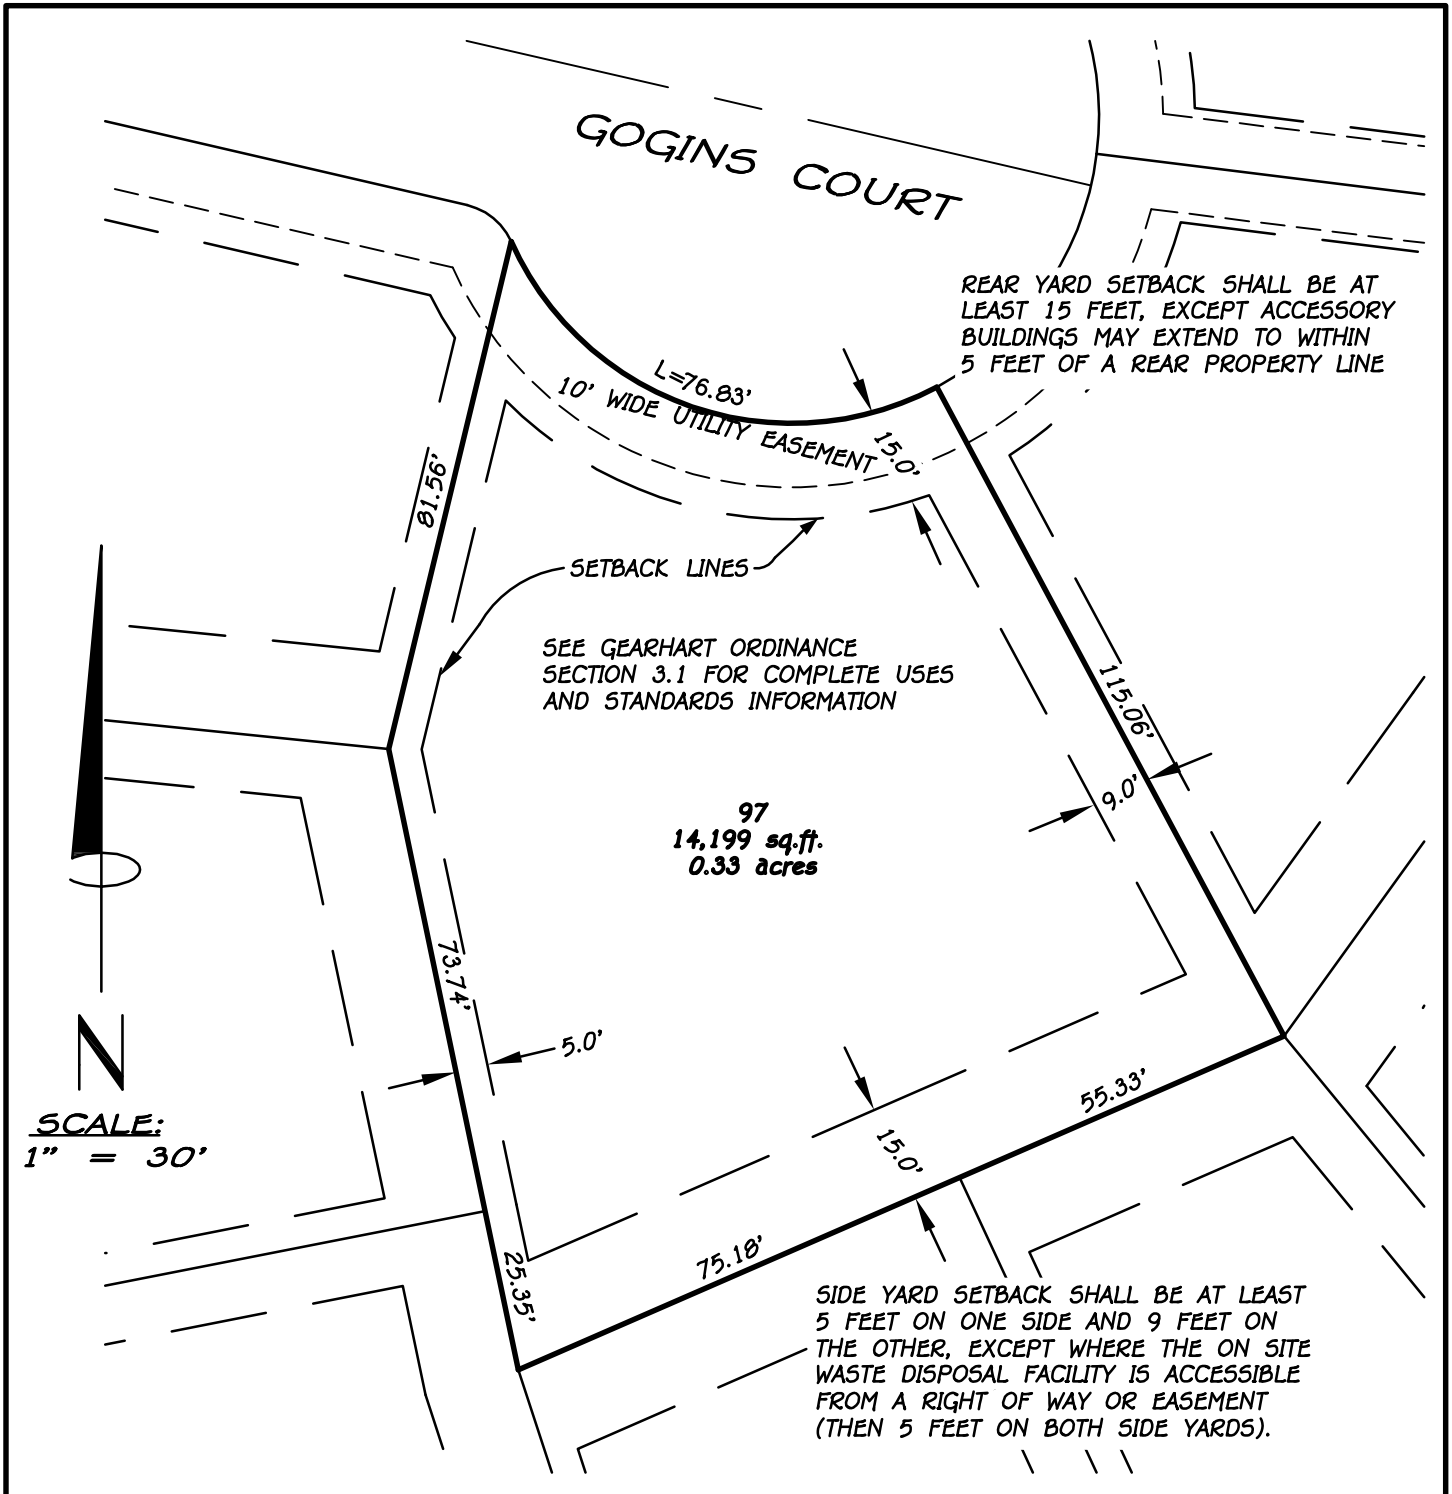 GOGINS COURT
REAR YARD SETBACK SHALL BE AT
LEAST 15 FEET, EXCEPT ACCESSORY
BUILDINGS MAY EXTEND TO WITHIN
5 FEET OF A REAR PROPERTY LINE
L=76.83'
10' WIDE UTILITY EASEMENT
15.0'
81.56'
SETBACK LINES
SEE GEARHART ORDINANCE
SECTION 3.1 FOR COMPLETE USES
AND STANDARDS INFORMATION
115.06'
9.0'
97
14,199 sq.ft.
0.33 acres
73.74'
5.0'
N
SCALE:
1" = 30'
55.33'
15.0'
75.18'
25.35'
SIDE YARD SETBACK SHALL BE AT LEAST
5 FEET ON ONE SIDE AND 9 FEET ON
THE OTHER, EXCEPT WHERE THE ON SITE
WASTE DISPOSAL FACILITY IS ACCESSIBLE
FROM A RIGHT OF WAY OR EASEMENT
(THEN 5 FEET ON BOTH SIDE YARDS).